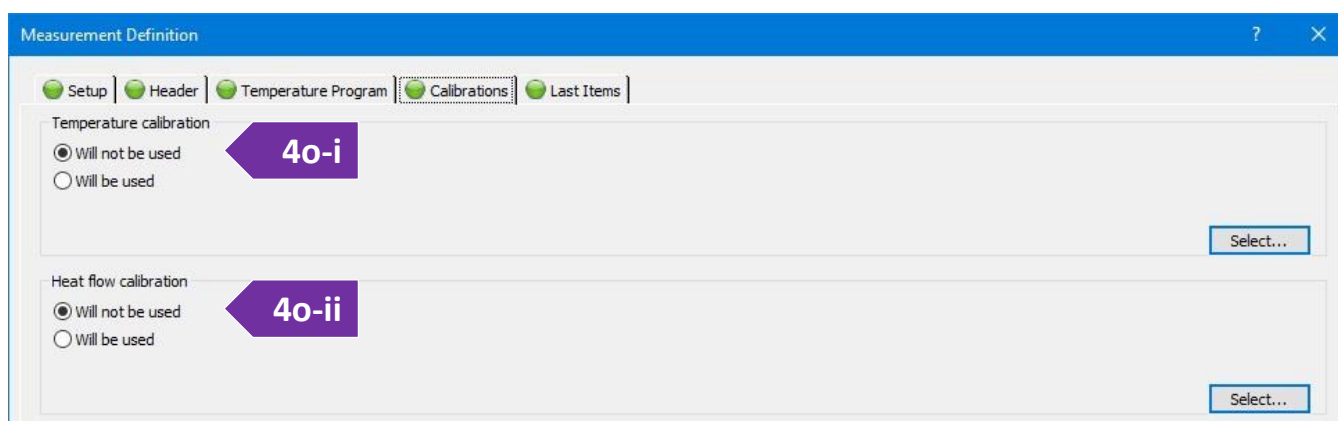 Measurement Definition ? ×
Setup Header Temperature Program Calibrations Last Items
Temperature calibration
Will not be used 4o-i
Will be used
Select...
Heat flow calibration
Will not be used 4o-ii
Will be used
Select...